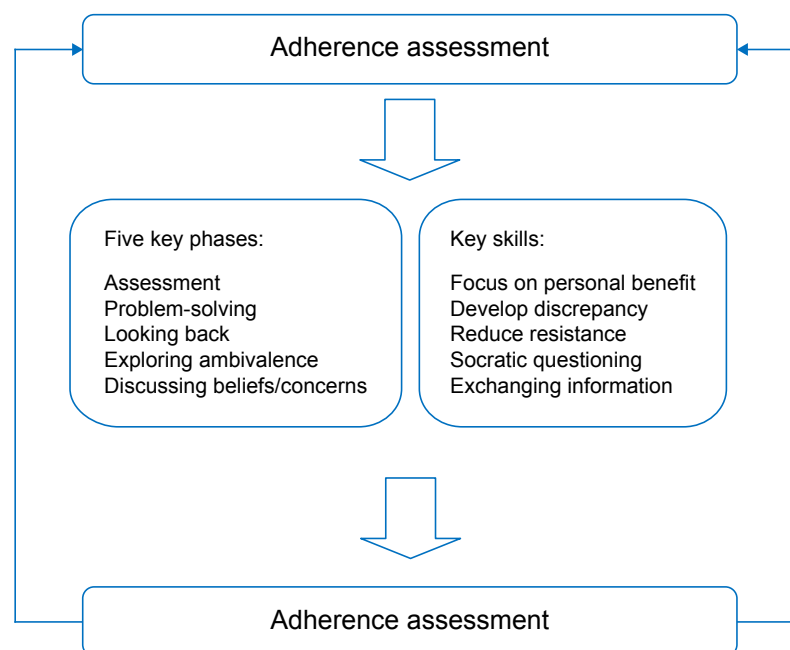 Adherence assessment
Five key phases:
Assessment
Problem-solving
Looking back
Exploring ambivalence
Discussing beliefs/concerns
Key skills:
Focus on personal benefit
Develop discrepancy
Reduce resistance
Socratic questioning
Exchanging information
Adherence assessment